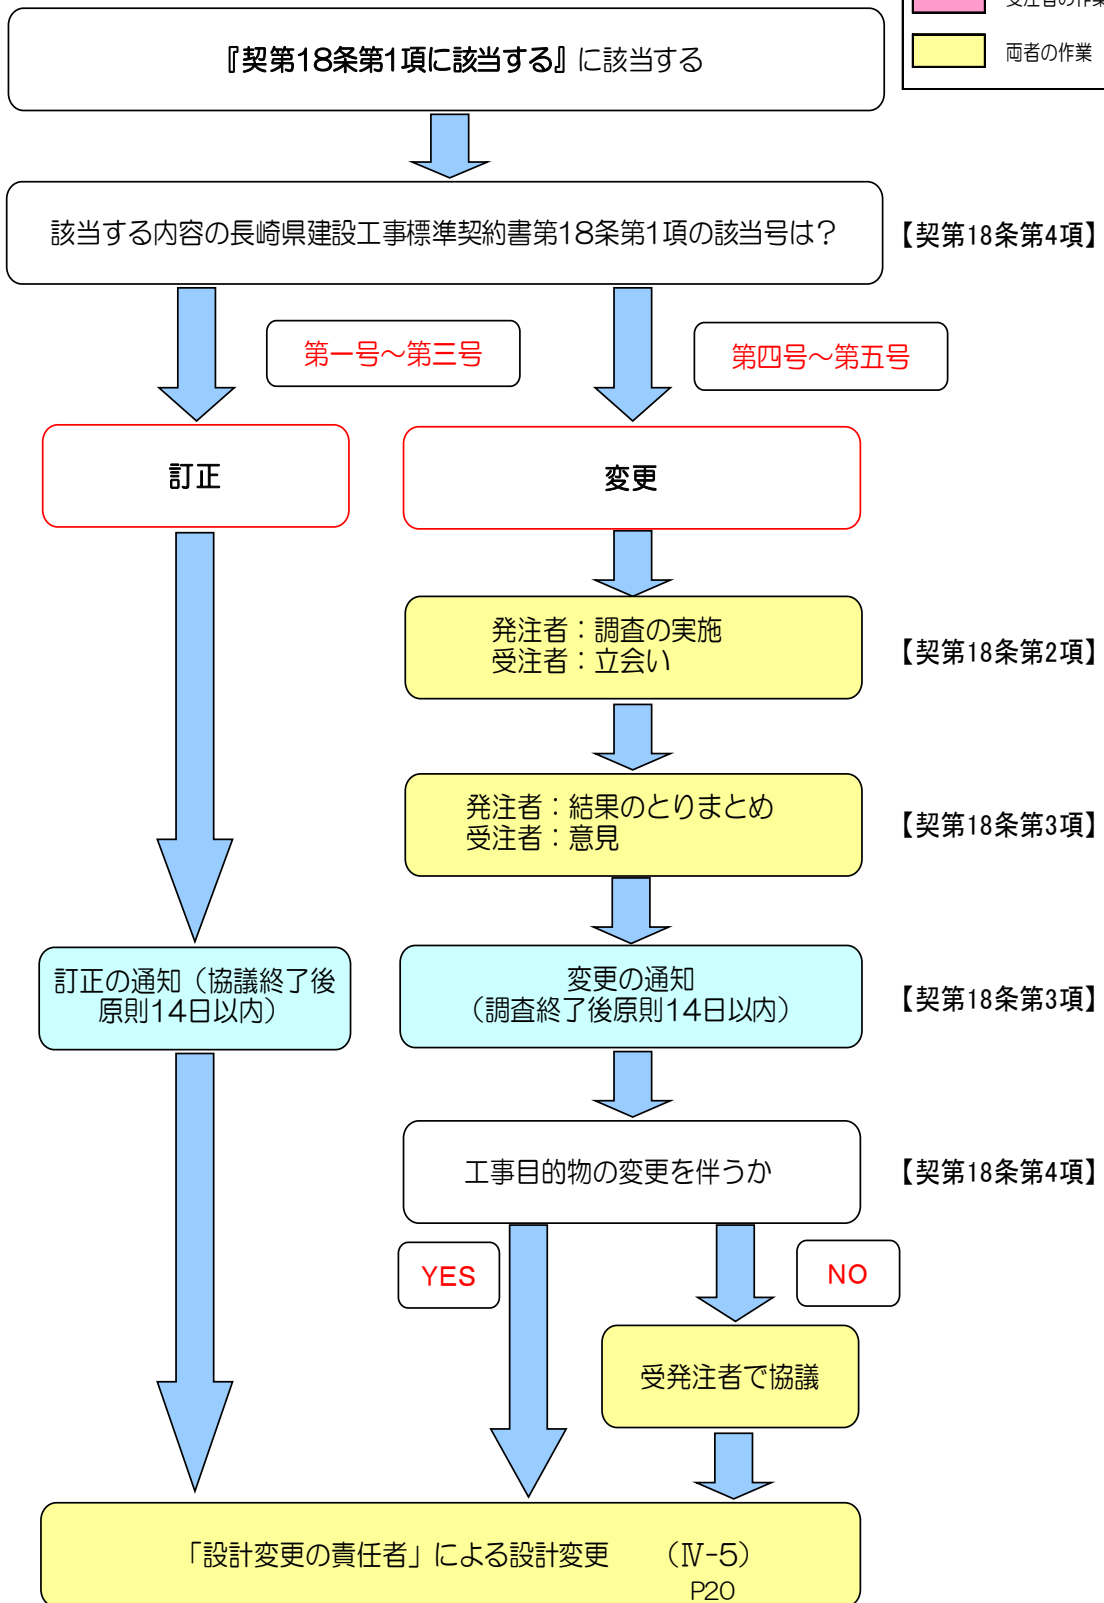 受注者の作業
両者の作業
『契第18条第1項に該当する』に該当する
該当する内容の長崎県建設工事標準契約書第18条第1項の該当号は？
【契第18条第4項】
第一号～第三号
第四号～第五号
訂正
変更
発注者：調査の実施
受注者：立会い
【契第18条第2項】
発注者：結果のとりまとめ
受注者：意見
【契第18条第3項】
訂正の通知（協議終了後
原則14日以内）
変更の通知
（調査終了後原則14日以内）
【契第18条第3項】
工事目的物の変更を伴うか
【契第18条第4項】
YES
NO
受発注者で協議
「設計変更の責任者」による設計変更　（Ⅳ-5）
P20